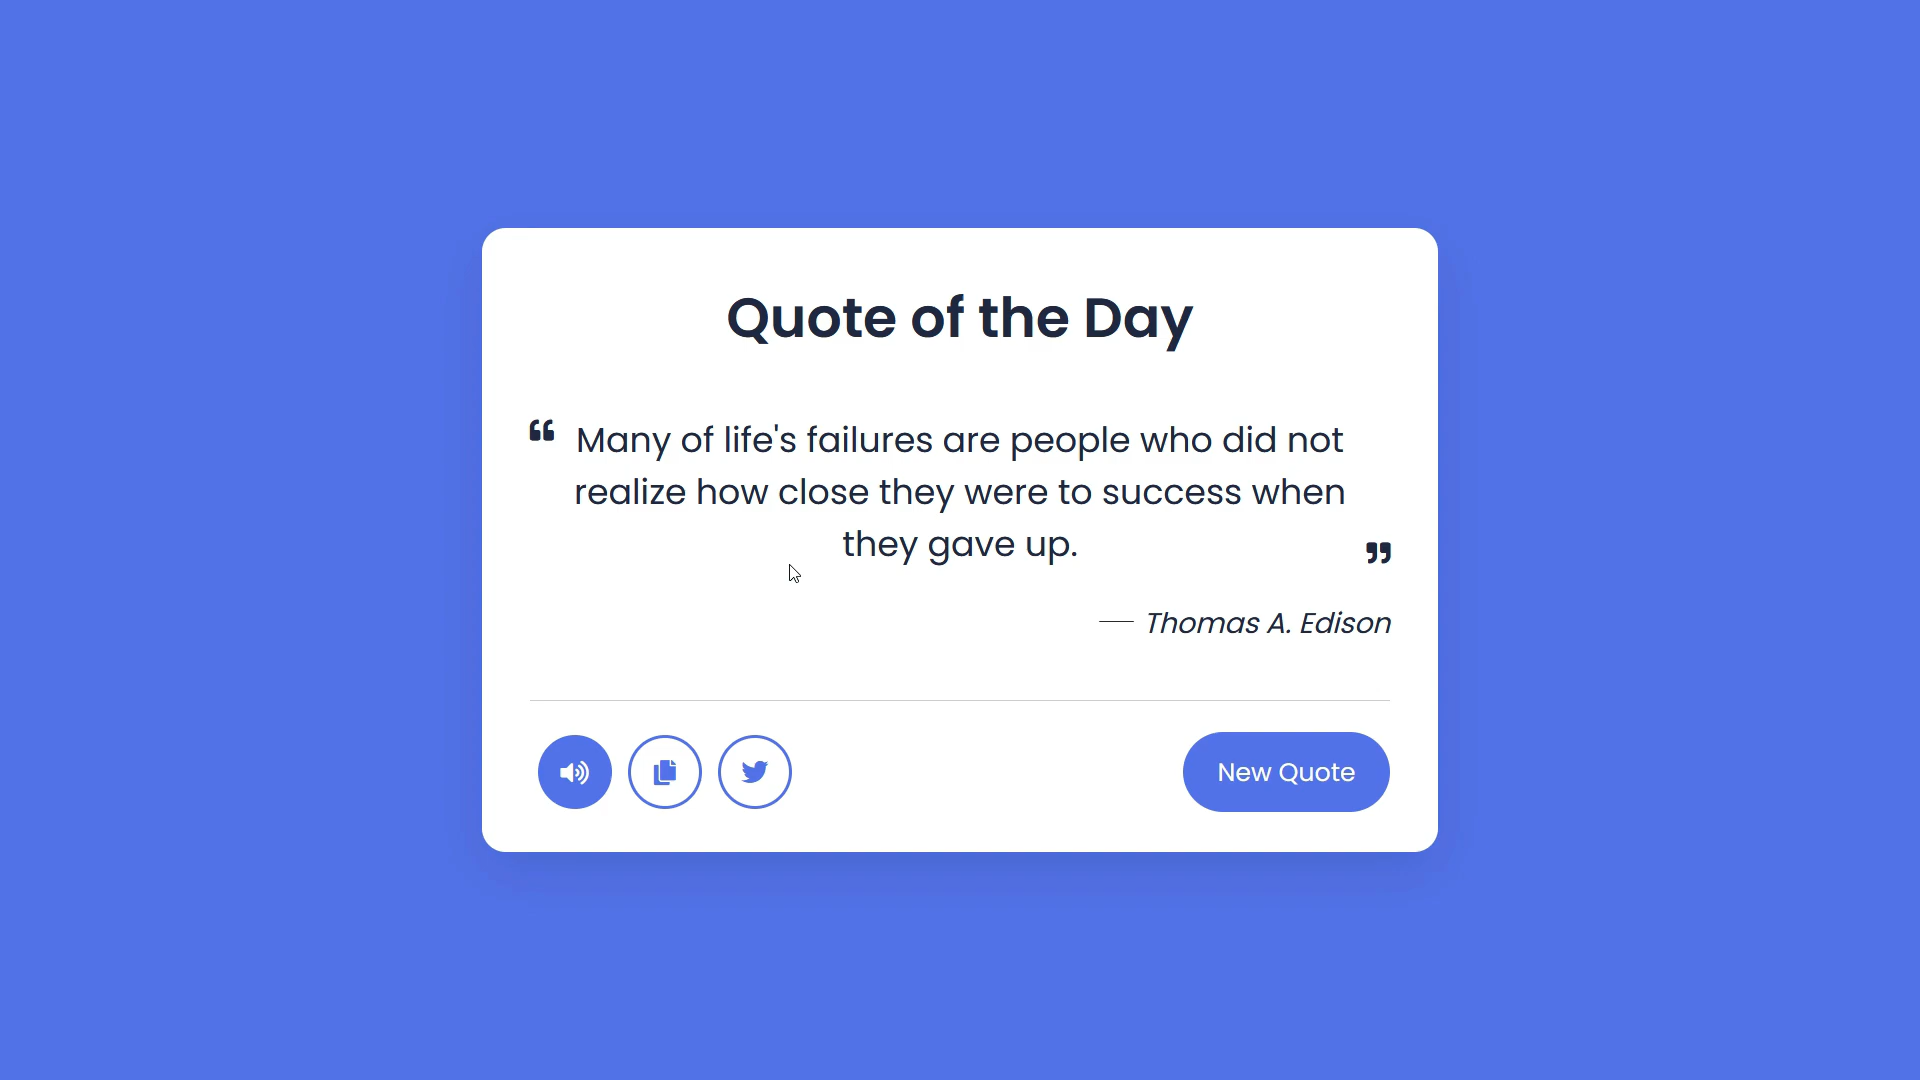 Quote of the Day
“ Many of life's failures are people who did not
realize how close they were to success when
they gave up. ”
— Thomas A. Edison
New Quote